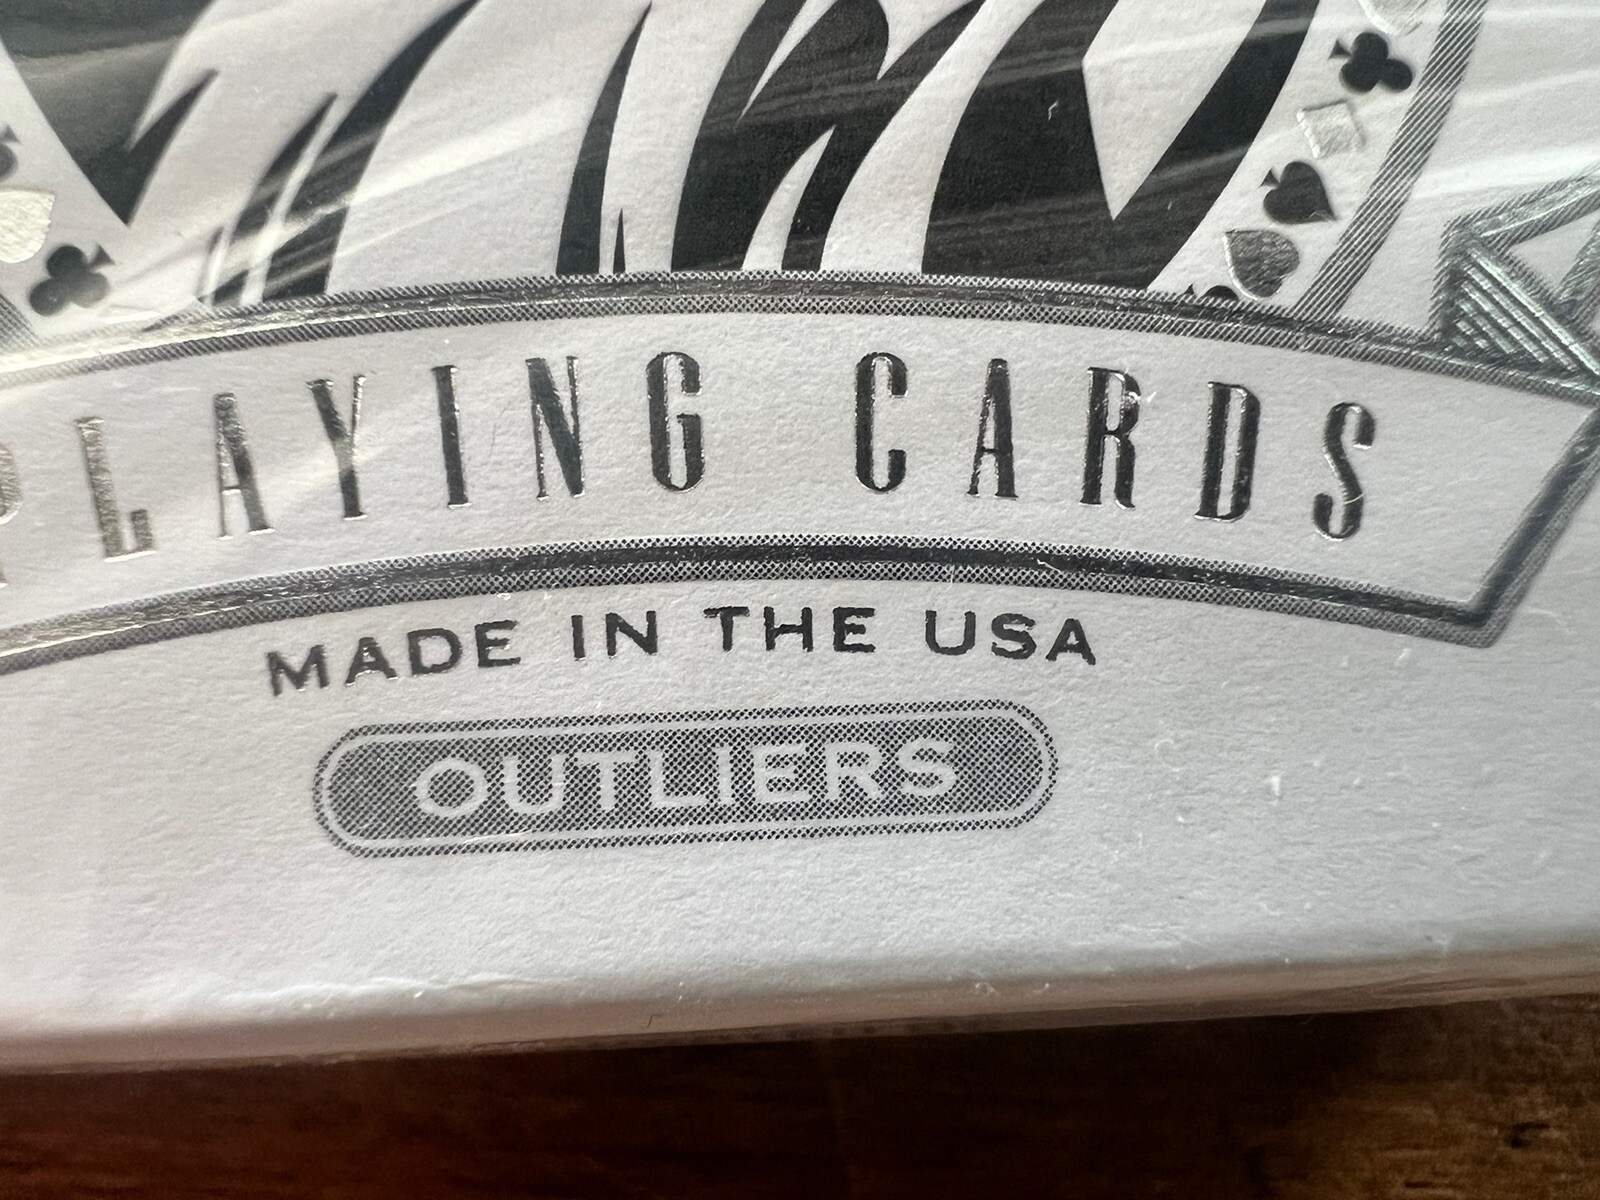 PLAYING CARDS
MADE IN THE USA
OUTLIERS